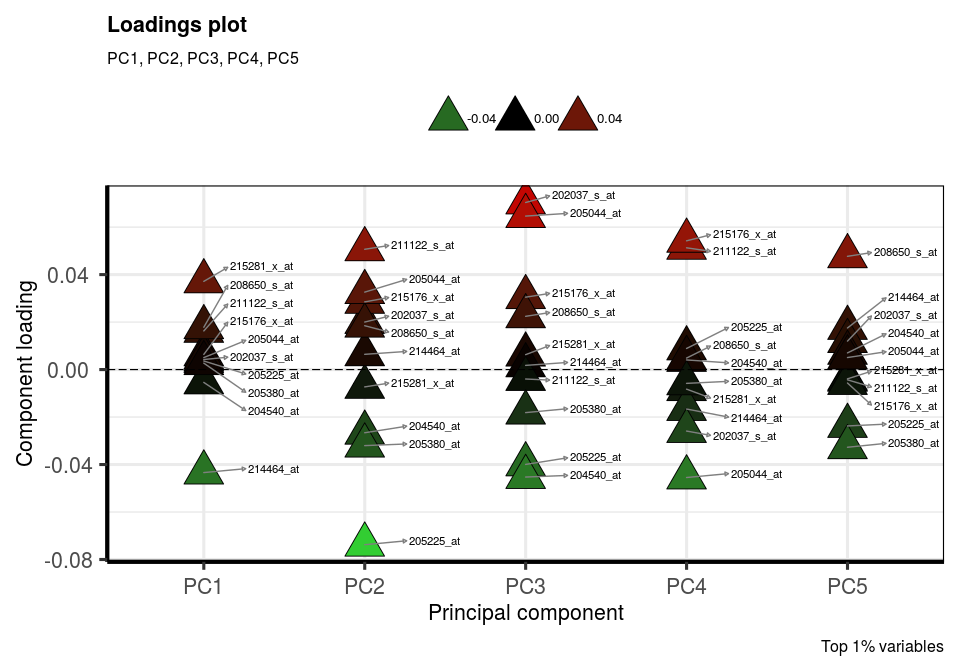 Loadings plot
PC1, PC2, PC3, PC4, PC5
-0.04 0.00 0.04
Component loading
0.04
0.00
-0.04
-0.08
215281_x_at
208650_s_at
211122_s_at
215176_x_at
205044_at
202037_s_at
205225_at
205380_at
204540_at
214464_at
211122_s_at
205044_at
215176_x_at
202037_s_at
208650_s_at
214464_at
215281_x_at
204540_at
205380_at
205225_at
202037_s_at
205044_at
215176_x_at
208650_s_at
215281_x_at
214464_at
211122_s_at
205380_at
205225_at
204540_at
215176_x_at
211122_s_at
205225_at
208650_s_at
204540_at
205380_at
215281_x_at
214464_at
202037_s_at
205044_at
208650_s_at
214464_at
202037_s_at
204540_at
205044_at
215281_x_at
211122_s_at
215176_x_at
205225_at
205380_at
PC1 PC2 PC3 PC4 PC5
Principal component
Top 1% variables